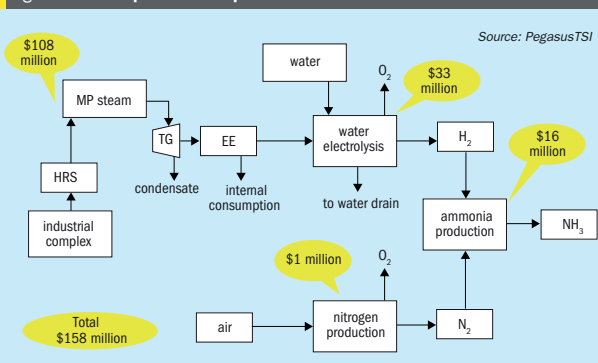 Source: PegasusTSI
$108
million
MP steam
TG
EE
HRS
industrial
complex
condensate
internal
consumption
water
O₂
$33
million
water
electrolysis
to water drain
H₂
$16
million
ammonia
production
NH₃
$1 million
O₂
air
nitrogen
production
N₂
Total
$158 million